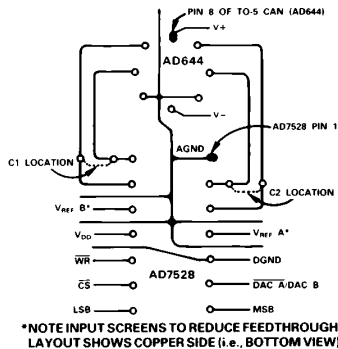 PIN 8 OF TO-5 CAN (AD644)
V+
AD644
V–
AD7528 PIN 1
AGND
C1 LOCATION
C2 LOCATION
VREF B*
VDD
VREF A*
WR
DGND
AD7528
CS
DAC A/DAC B
LSB
MSB
*NOTE INPUT SCREENS TO REDUCE FEEDTHROUGH
LAYOUT SHOWS COPPER SIDE (i.e., BOTTOM VIEW)